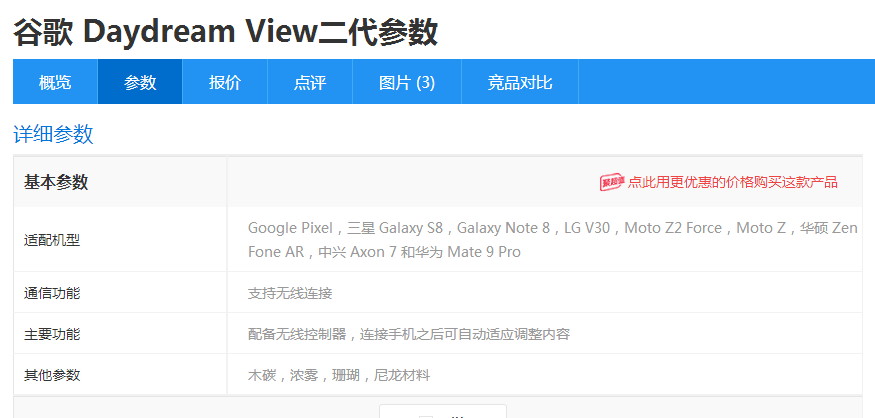 谷歌 Daydream View二代参数
概览 参数 报价 点评 图片 (3) 竞品对比
详细参数
基本参数 聚超值 点此用更优惠的价格购买这款产品
适配机型 Google Pixel，三星 Galaxy S8，Galaxy Note 8，LG V30，Moto Z2 Force，Moto Z，华硕 Zen
Fone AR，中兴 Axon 7 和华为 Mate 9 Pro
通信功能 支持无线连接
主要功能 配备无线控制器，连接手机之后可自动适应调整内容
其他参数 木碳，浓雾，珊瑚，尼龙材料